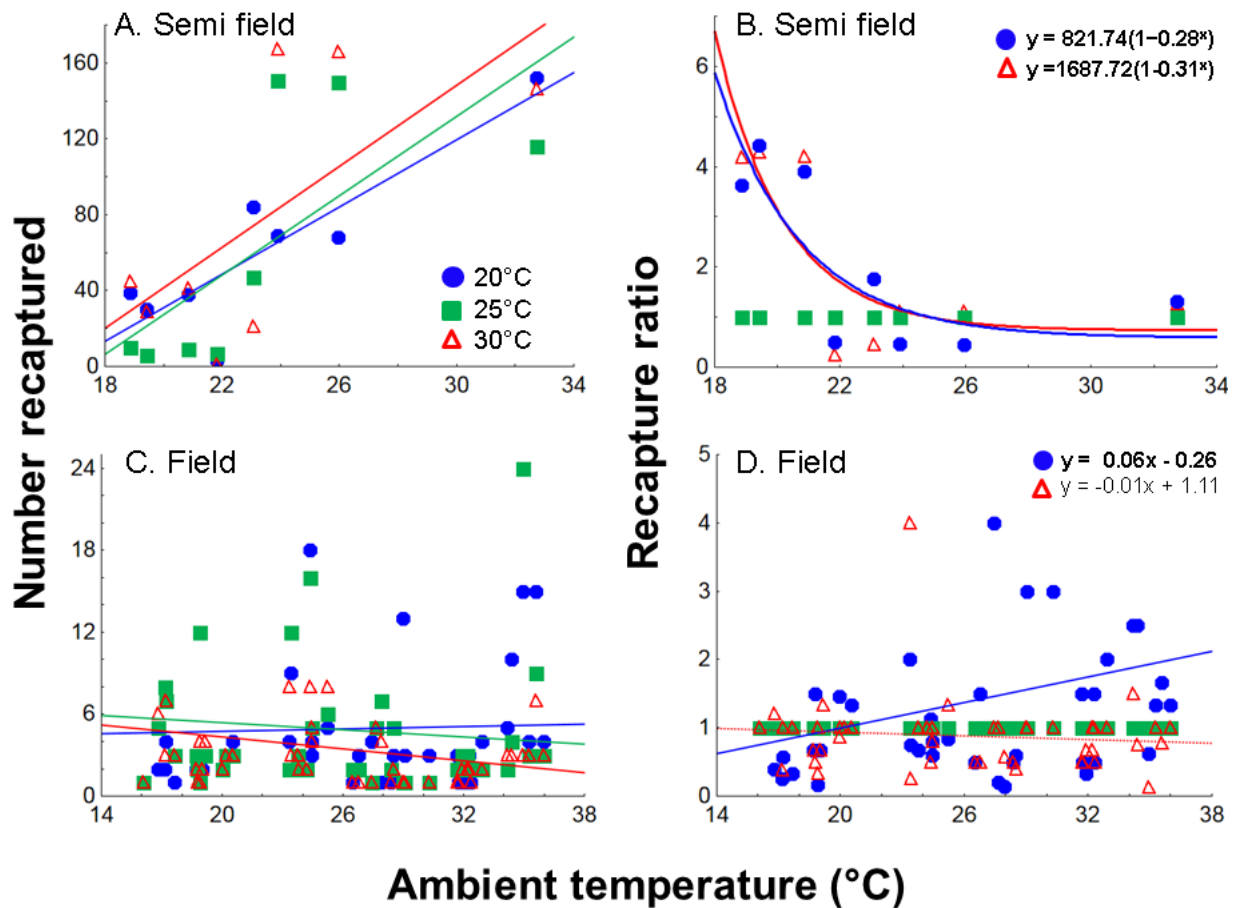 A. Semi field
160
120
80
40
0
18
22
26
30
34
20°C
25°C
30°C
B. Semi field
y = 821.74(1−0.28ˣ)
y =1687.72(1-0.31ˣ)
6
4
2
0
18
22
26
30
34
Number recaptured
Recapture ratio
C. Field
24
18
12
6
0
14
20
26
32
38
D. Field
y = 0.06x - 0.26
y = -0.01x + 1.11
5
4
3
2
1
0
14
20
26
32
38
Ambient temperature (°C)